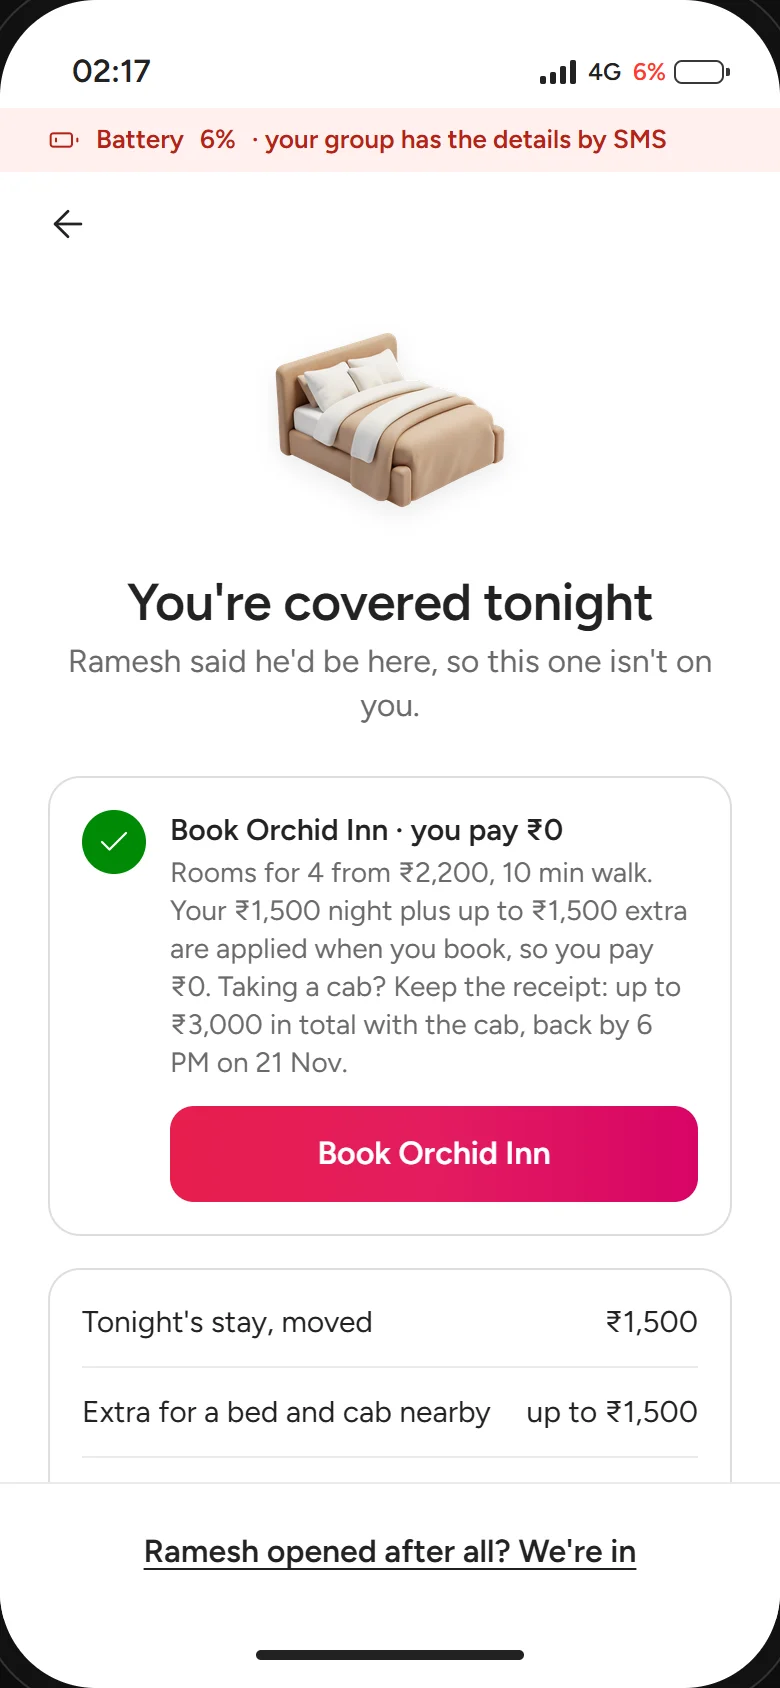 02:17
4G 6%
Battery 6% · your group has the details by SMS
You're covered tonight
Ramesh said he'd be here, so this one isn't on
you.
Book Orchid Inn · you pay ₹0
Rooms for 4 from ₹2,200, 10 min walk.
Your ₹1,500 night plus up to ₹1,500 extra
are applied when you book, so you pay
₹0. Taking a cab? Keep the receipt: up to
₹3,000 in total with the cab, back by 6
PM on 21 Nov.
Book Orchid Inn
Tonight's stay, moved ₹1,500
Extra for a bed and cab nearby up to ₹1,500
Ramesh opened after all? We're in